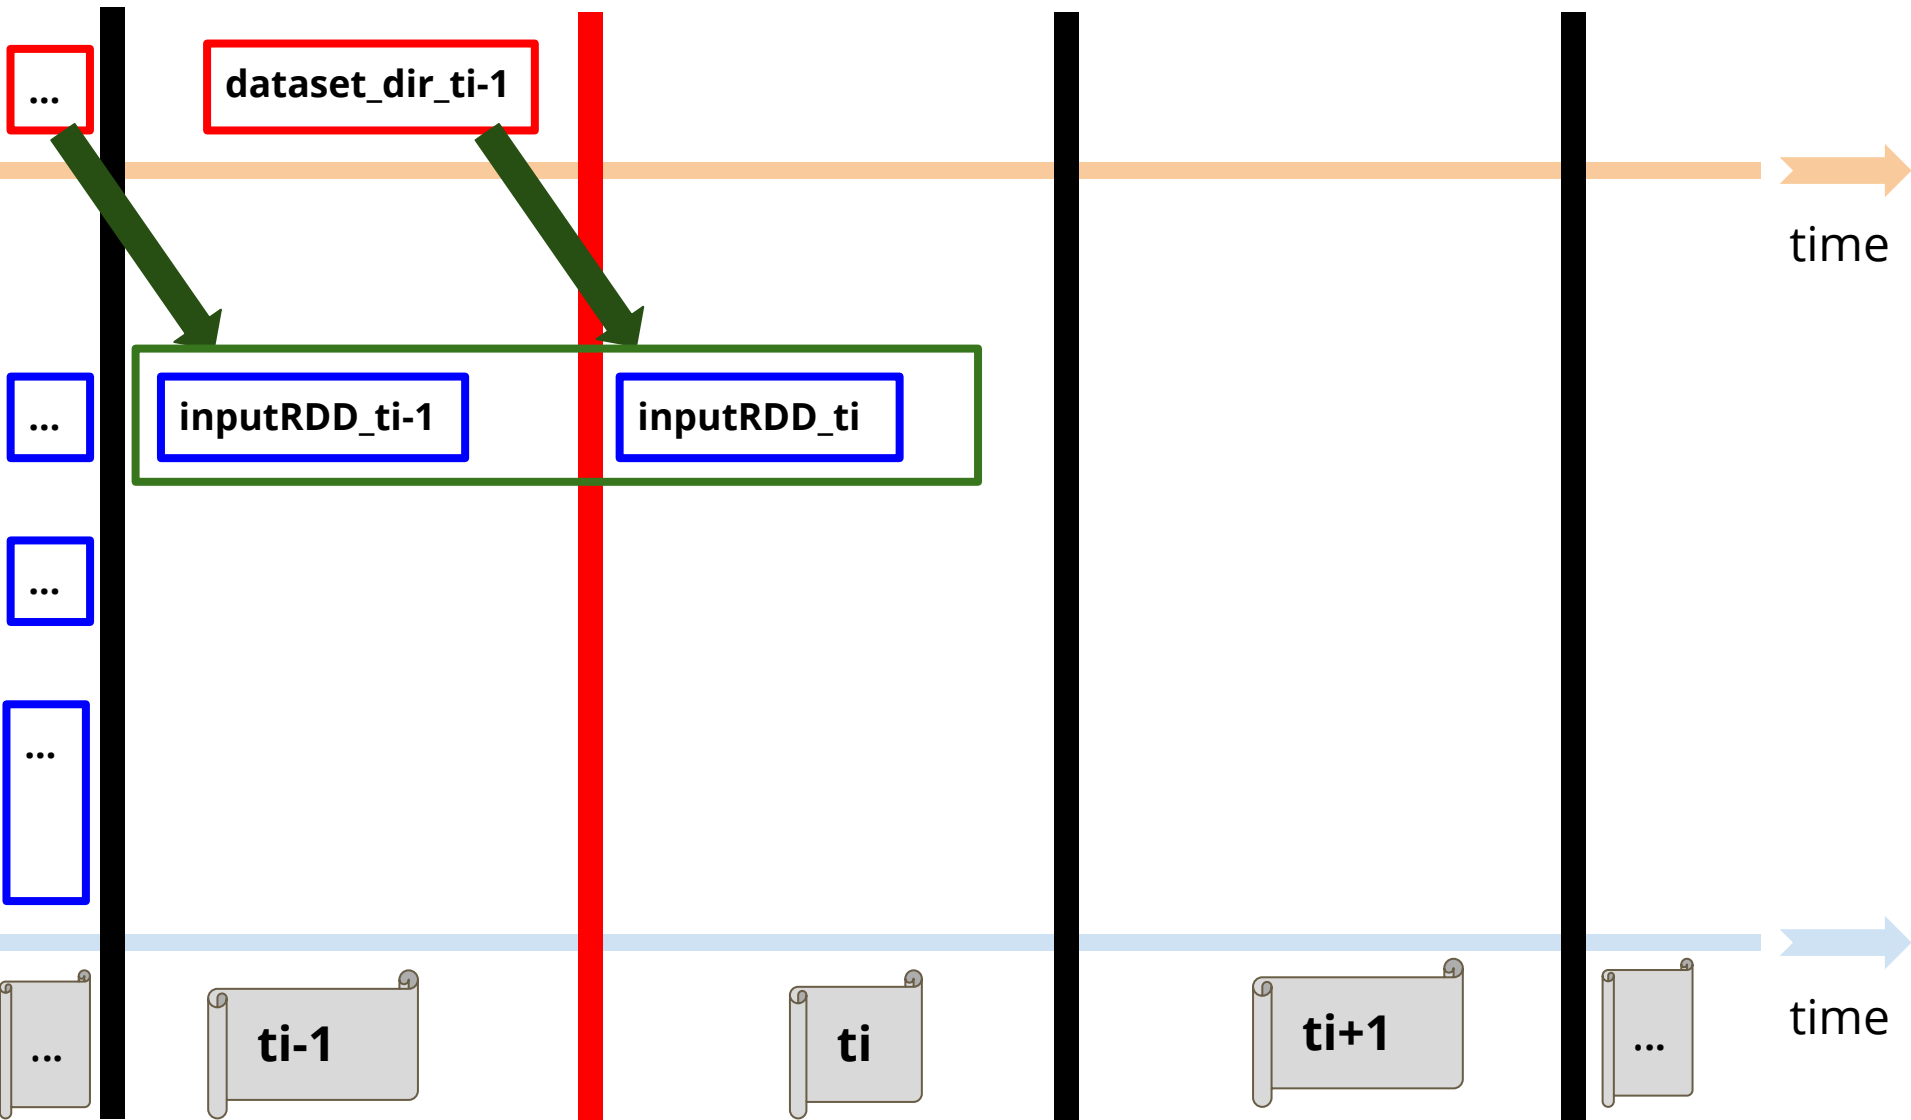 ...
dataset_dir_ti-1
time
...
inputRDD_ti-1
inputRDD_ti
...
...
...
ti-1
ti
ti+1
...
time